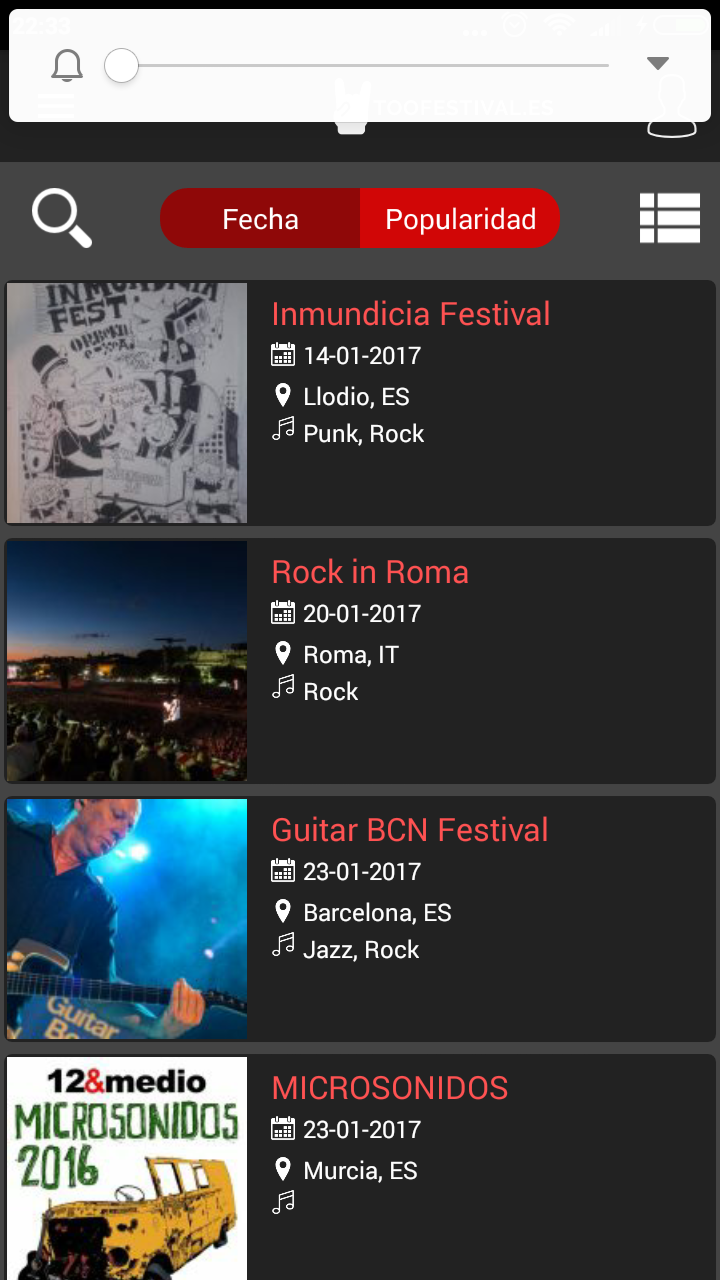 22:33
TODOFESTIVAL.ES
Fecha
Popularidad
INMUNDICIA
FEST
Inmundicia Festival
14-01-2017
Llodio, ES
Punk, Rock
Rock in Roma
20-01-2017
Roma, IT
Rock
Guitar BCN Festival
23-01-2017
Barcelona, ES
Jazz, Rock
Guitar
12&medio
MICROSONIDOS
2016
MICROSONIDOS
23-01-2017
Murcia, ES